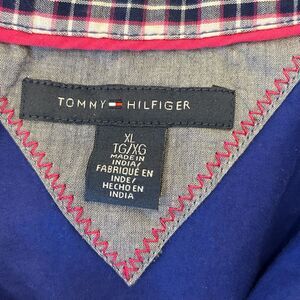 TOMMY HILFIGER
XL
TG/XG
MADE IN
INDIA/
FABRIQUÉ EN
INDE/
HECHO EN
INDIA